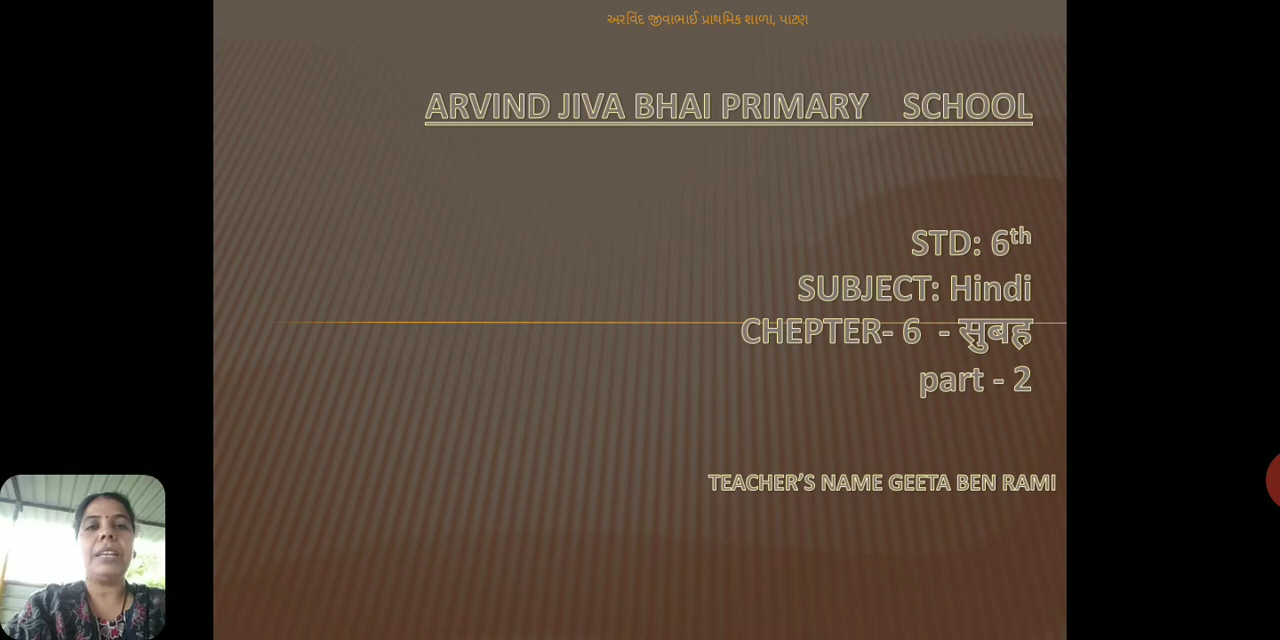 અરવિંદ જીવાભાઈ પ્રાથમિક શાળા, પાટણ
ARVIND JIVA BHAI PRIMARY SCHOOL
STD: 6th
SUBJECT: Hindi
CHEPTER- 6 - सुबह
part - 2
TEACHER’S NAME GEETA BEN RAMI